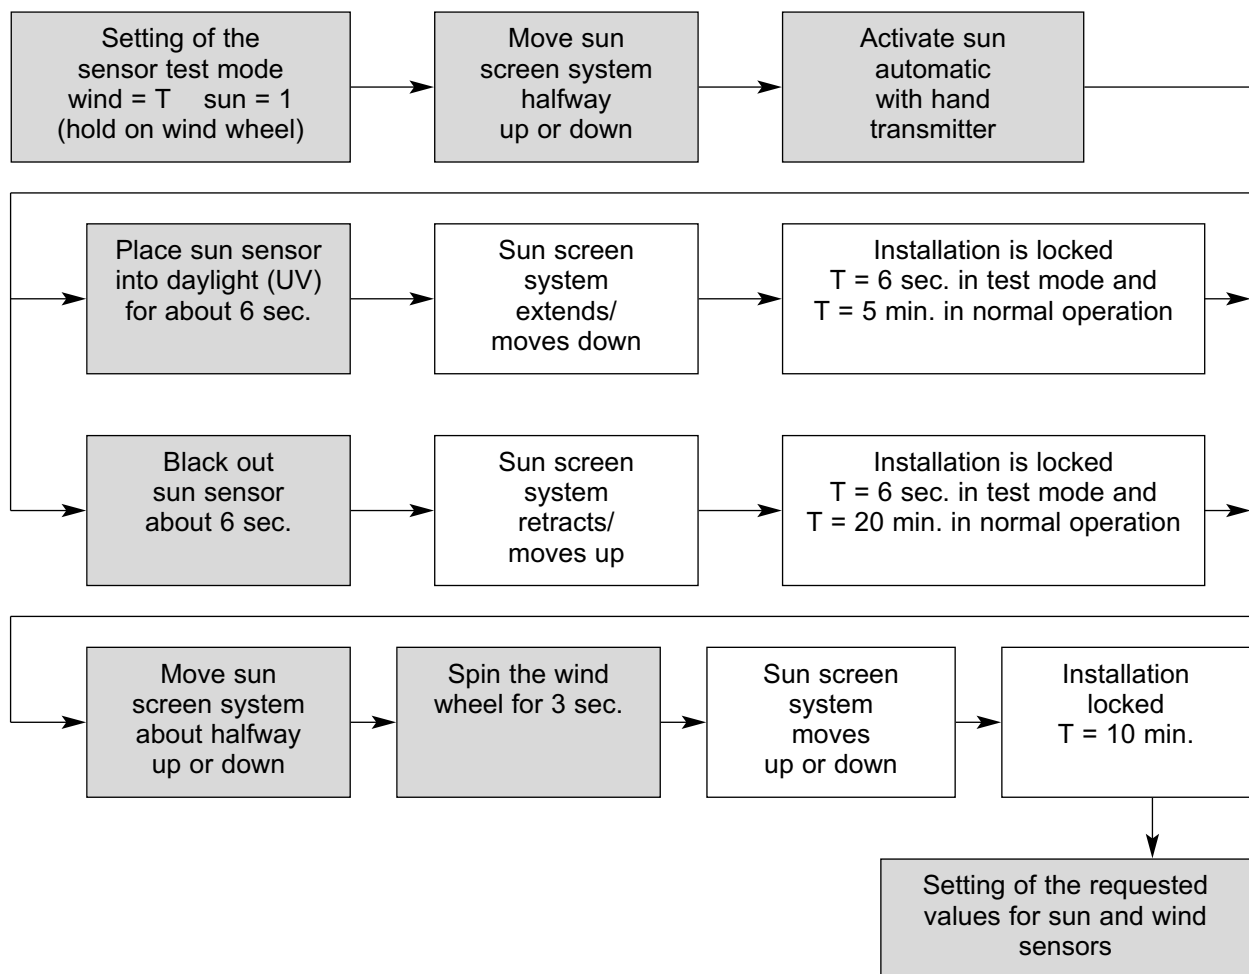 Setting of the
sensor test mode
wind = T sun = 1
(hold on wind wheel)
Move sun
screen system
halfway
up or down
Activate sun
automatic
with hand
transmitter
Place sun sensor
into daylight (UV)
for about 6 sec.
Sun screen
system
extends/
moves down
Installation is locked
T = 6 sec. in test mode and
T = 5 min. in normal operation
Black out
sun sensor
about 6 sec.
Sun screen
system
retracts/
moves up
Installation is locked
T = 6 sec. in test mode and
T = 20 min. in normal operation
Move sun
screen system
about halfway
up or down
Spin the wind
wheel for 3 sec.
Sun screen
system
moves
up or down
Installation
locked
T = 10 min.
Setting of the requested
values for sun and wind
sensors